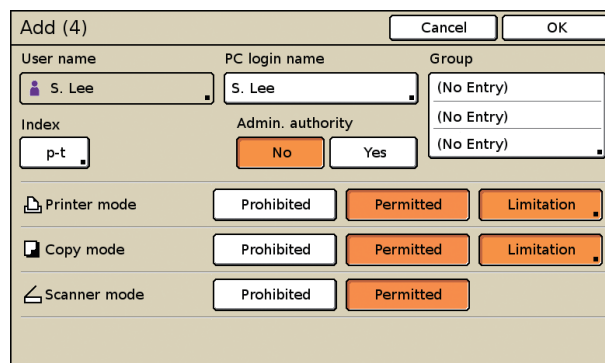 Add (4)
Cancel
OK
User name
PC login name
Group
S. Lee
S. Lee
(No Entry)
(No Entry)
(No Entry)
Index
Admin. authority
p-t
No
Yes
Printer mode
Prohibited
Permitted
Limitation
Copy mode
Prohibited
Permitted
Limitation
Scanner mode
Prohibited
Permitted